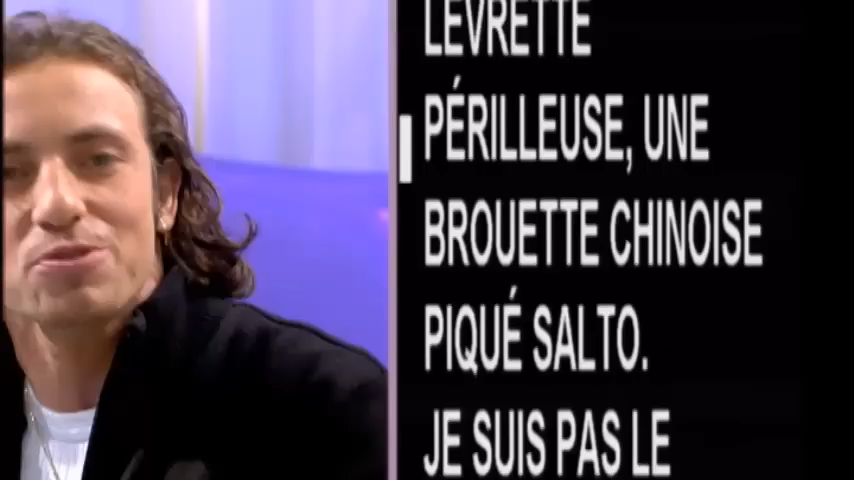 LEVRETTE
PÉRILLEUSE, UNE
BROUETTE CHINOISE
PIQUÉ SALTO.
JE SUIS PAS LE